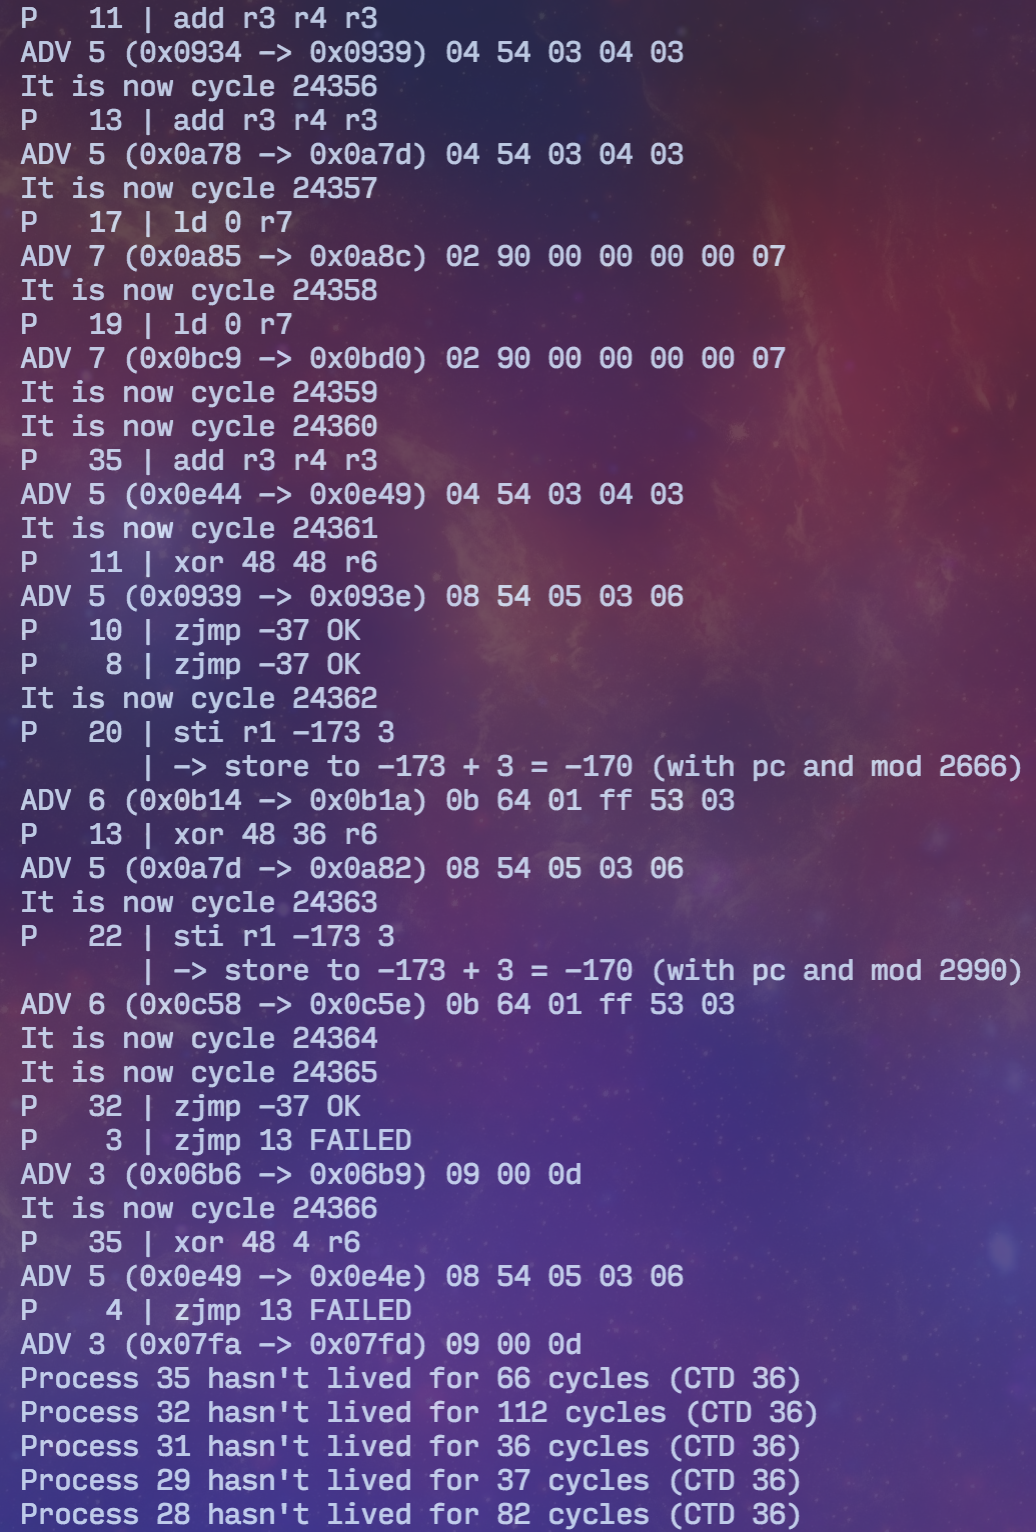 P   11 | add r3 r4 r3
ADV 5 (0x0934 -> 0x0939) 04 54 03 04 03
It is now cycle 24356
P   13 | add r3 r4 r3
ADV 5 (0x0a78 -> 0x0a7d) 04 54 03 04 03
It is now cycle 24357
P   17 | ld 0 r7
ADV 7 (0x0a85 -> 0x0a8c) 02 90 00 00 00 00 07
It is now cycle 24358
P   19 | ld 0 r7
ADV 7 (0x0bc9 -> 0x0bd0) 02 90 00 00 00 00 07
It is now cycle 24359
It is now cycle 24360
P   35 | add r3 r4 r3
ADV 5 (0x0e44 -> 0x0e49) 04 54 03 04 03
It is now cycle 24361
P   11 | xor 48 48 r6
ADV 5 (0x0939 -> 0x093e) 08 54 05 03 06
P   10 | zjmp -37 OK
P    8 | zjmp -37 OK
It is now cycle 24362
P   20 | sti r1 -173 3
       | -> store to -173 + 3 = -170 (with pc and mod 2666)
ADV 6 (0x0b14 -> 0x0b1a) 0b 64 01 ff 53 03
P   13 | xor 48 36 r6
ADV 5 (0x0a7d -> 0x0a82) 08 54 05 03 06
It is now cycle 24363
P   22 | sti r1 -173 3
       | -> store to -173 + 3 = -170 (with pc and mod 2990)
ADV 6 (0x0c58 -> 0x0c5e) 0b 64 01 ff 53 03
It is now cycle 24364
It is now cycle 24365
P   32 | zjmp -37 OK
P    3 | zjmp 13 FAILED
ADV 3 (0x06b6 -> 0x06b9) 09 00 0d
It is now cycle 24366
P   35 | xor 48 4 r6
ADV 5 (0x0e49 -> 0x0e4e) 08 54 05 03 06
P    4 | zjmp 13 FAILED
ADV 3 (0x07fa -> 0x07fd) 09 00 0d
Process 35 hasn't lived for 66 cycles (CTD 36)
Process 32 hasn't lived for 112 cycles (CTD 36)
Process 31 hasn't lived for 36 cycles (CTD 36)
Process 29 hasn't lived for 37 cycles (CTD 36)
Process 28 hasn't lived for 82 cycles (CTD 36)